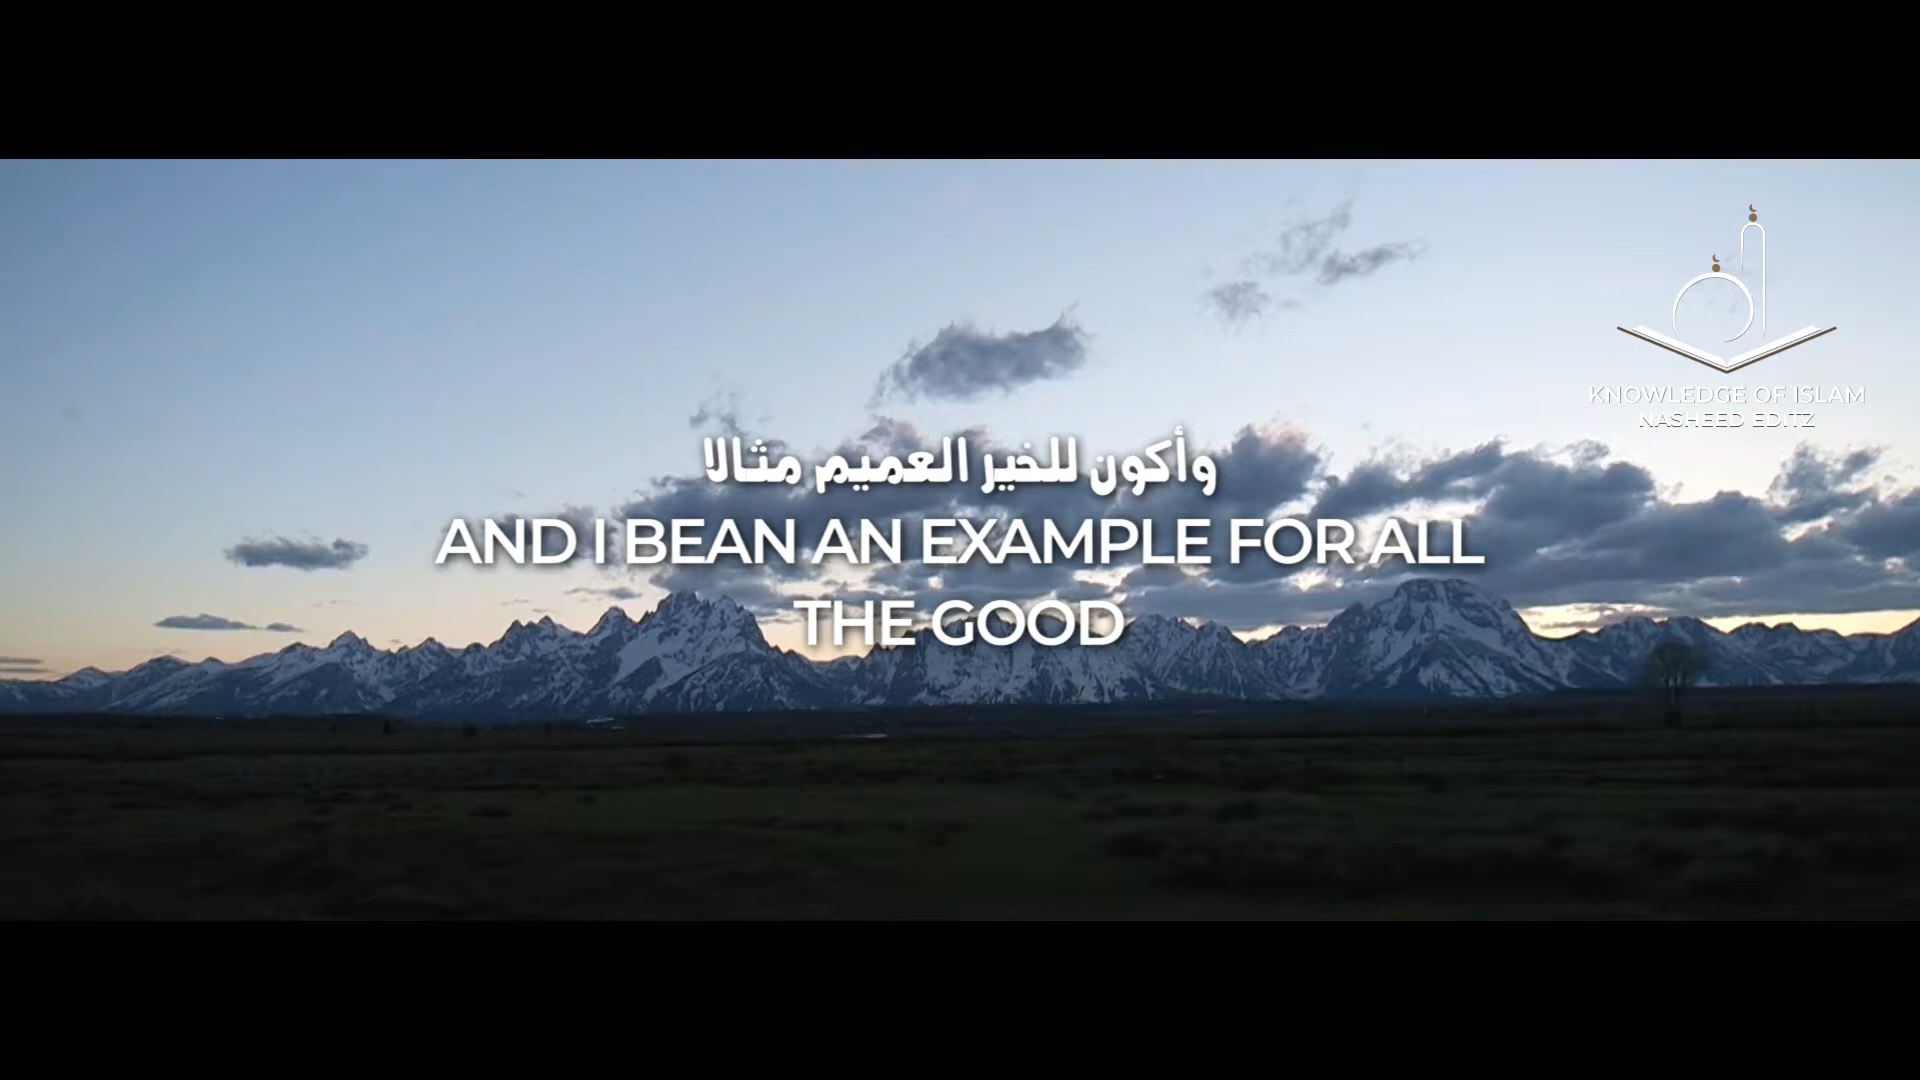 وأكون للخير العميم مثالا
AND I BEAN AN EXAMPLE FOR ALL
THE GOOD
KNOWLEDGE OF ISLAM
NASHEED EDITZ